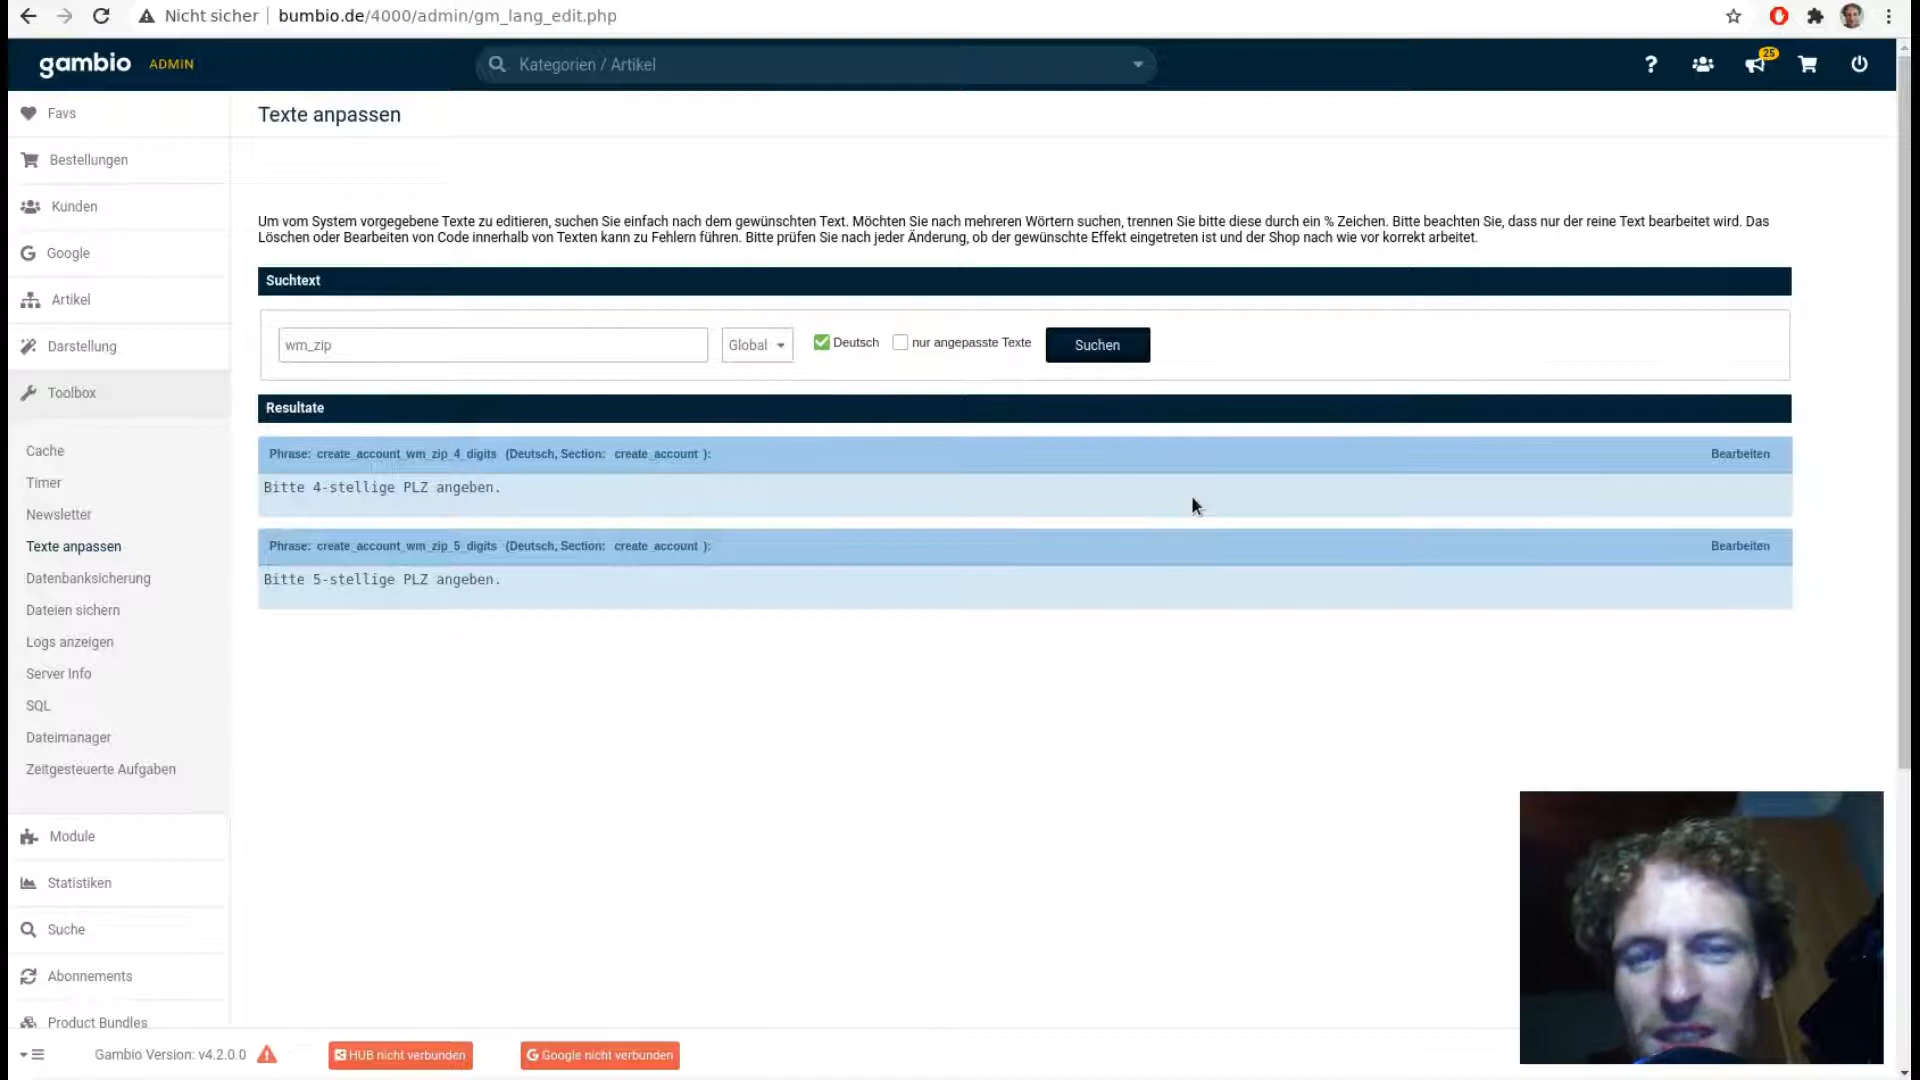 Nicht sicher | bumbio.de/4000/admin/gm_lang_edit.php
gambio ADMIN
Kategorien / Artikel
?
25
Favs
Bestellungen
Kunden
Google
Artikel
Darstellung
Toolbox
Cache
Timer
Newsletter
Texte anpassen
Datenbanksicherung
Dateien sichern
Logs anzeigen
Server Info
SQL
Dateimanager
Zeitgesteuerte Aufgaben
Module
Statistiken
Suche
Abonnements
Product Bundles
Texte anpassen
Um vom System vorgegebene Texte zu editieren, suchen Sie einfach nach dem gewünschten Text. Möchten Sie nach mehreren Wörtern suchen, trennen Sie bitte diese durch ein % Zeichen. Bitte beachten Sie, dass nur der reine Text bearbeitet wird. Das
Löschen oder Bearbeiten von Code innerhalb von Texten kann zu Fehlern führen. Bitte prüfen Sie nach jeder Änderung, ob der gewünschte Effekt eingetreten ist und der Shop nach wie vor korrekt arbeitet.
Suchtext
wm_zip Global Deutsch nur angepasste Texte Suchen
Resultate
Phrase: create_account_wm_zip_4_digits (Deutsch, Section: create_account ): Bearbeiten
Bitte 4-stellige PLZ angeben.
Phrase: create_account_wm_zip_5_digits (Deutsch, Section: create_account ): Bearbeiten
Bitte 5-stellige PLZ angeben.
Gambio Version: v4.2.0.0 HUB nicht verbunden Google nicht verbunden